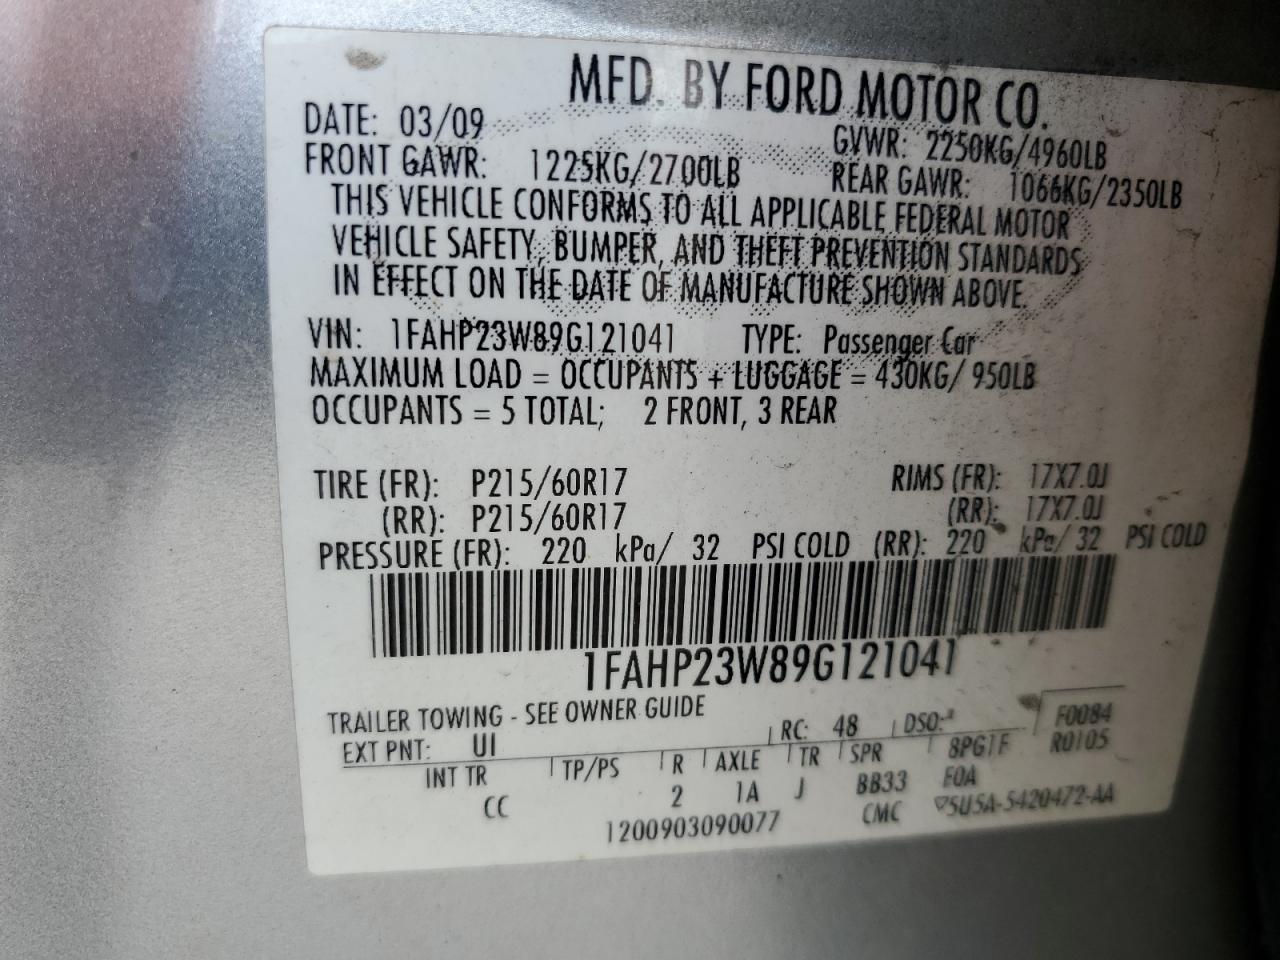 MFD. BY FORD MOTOR CO.
DATE: 03/09 GVWR: 2250KG/4960LB
FRONT GAWR: 1225KG/2700LB REAR GAWR: 1066KG/2350LB
THIS VEHICLE CONFORMS TO ALL APPLICABLE FEDERAL MOTOR
VEHICLE SAFETY, BUMPER, AND THEFT PREVENTION STANDARDS
IN EFFECT ON THE DATE OF MANUFACTURE SHOWN ABOVE.
VIN: 1FAHP23W89G121041 TYPE: Passenger Car
MAXIMUM LOAD = OCCUPANTS + LUGGAGE = 430KG/ 950LB
OCCUPANTS = 5 TOTAL; 2 FRONT, 3 REAR
TIRE (FR): P215/60R17 RIMS (FR): 17X7.0J
(RR): P215/60R17 (RR): 17X7.0J
PRESSURE (FR): 220 kPa/ 32 PSI COLD (RR): 220 kPa/ 32 PSI COLD
1FAHP23W89G121041
TRAILER TOWING - SEE OWNER GUIDE
EXT PNT: UI RC: 48 DSO: F0084
INT TR TP/PS R AXLE TR SPR 8PG1F R0105
CC 2 1A J BB33 E0A
1200903090077 CMC 5U5A-5420472-AA